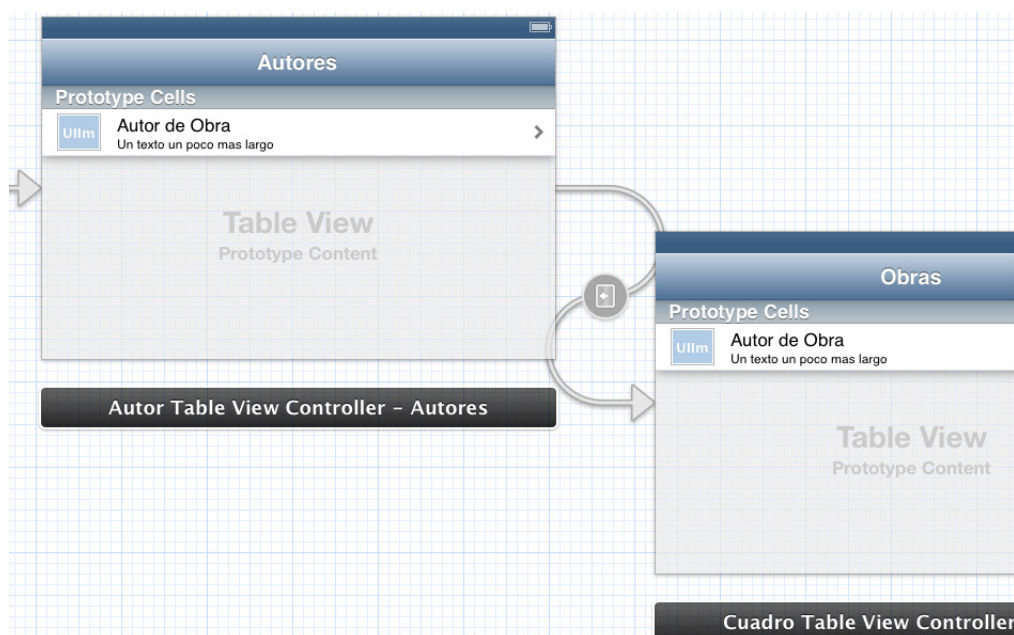 Autores
Prototype Cells
UIIm
Autor de Obra
Un texto un poco mas largo
Table View
Prototype Content
Autor Table View Controller – Autores
Obras
Prototype Cells
UIIm
Autor de Obra
Un texto un poco mas largo
Table View
Prototype Content
Cuadro Table View Controller